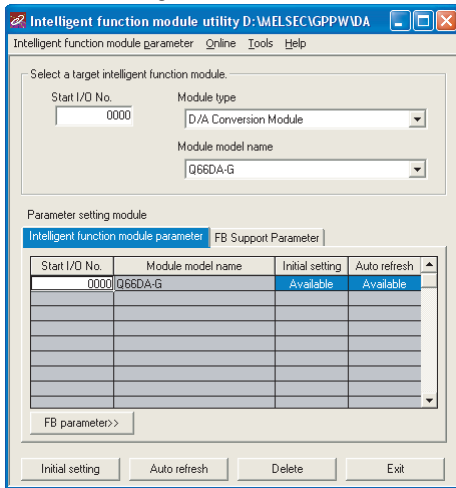 Intelligent function module utility D:\MELSEC\GPPW\DA
Intelligent function module parameter Online Tools Help
Select a target intelligent function module.
Start I/O No. Module type
0000 D/A Conversion Module
Module model name
Q66DA-G
Parameter setting module
Intelligent function module parameter FB Support Parameter
Start I/O No. Module model name Initial setting Auto refresh
0000 Q66DA-G Available Available
FB parameter>>
Initial setting Auto refresh Delete Exit